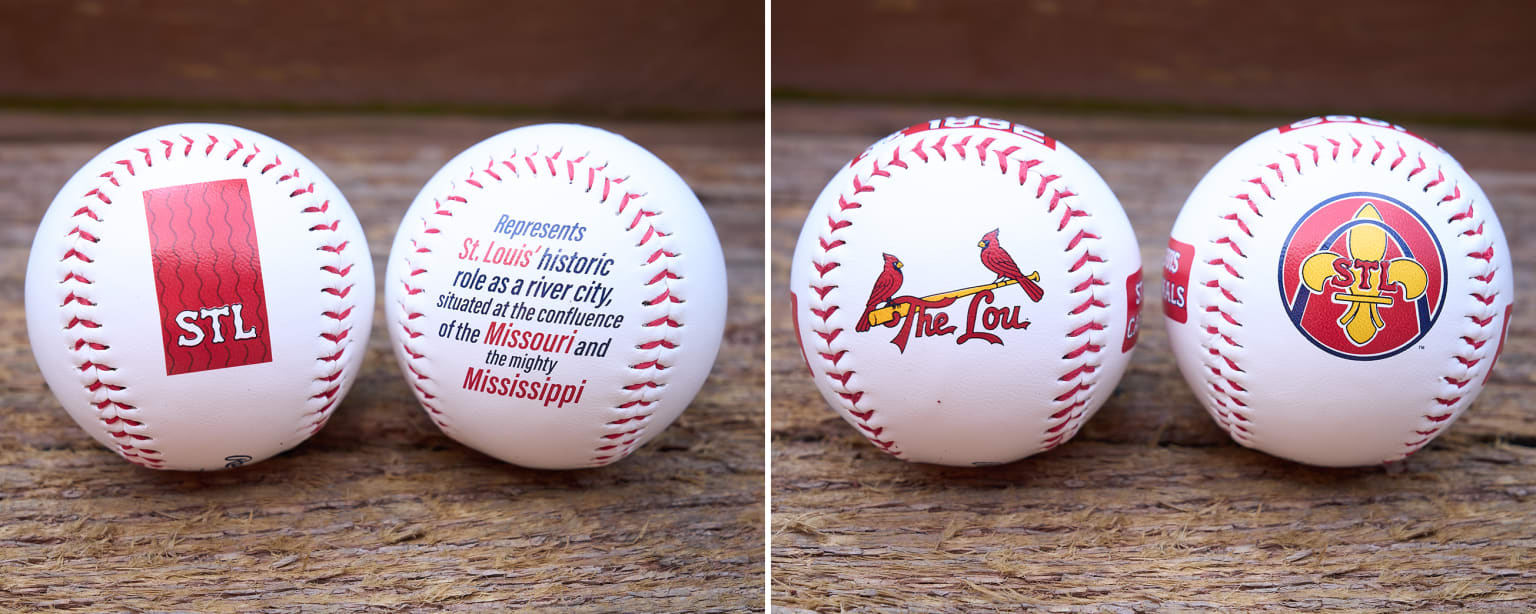 STL
Represents
St. Louis' historic
role as a river city,
situated at the confluence
of the Missouri and
the mighty
Mississippi
The Lou
STL
TM